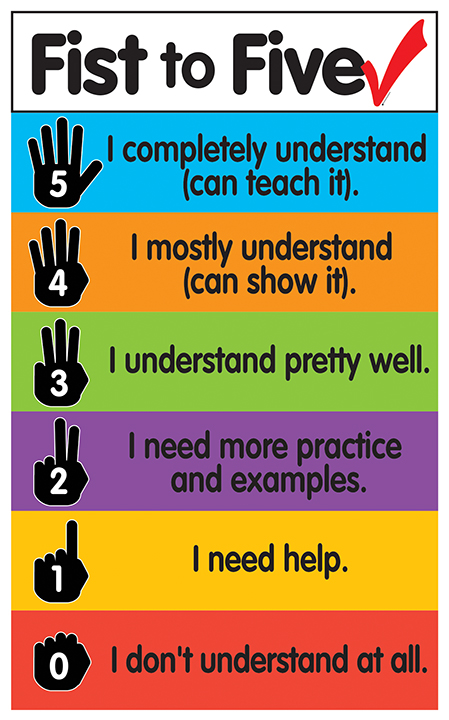 Fist to Five
I completely understand
(can teach it).
5
I mostly understand
(can show it).
4
I understand pretty well.
3
I need more practice
and examples.
2
I need help.
1
I don't understand at all.
0